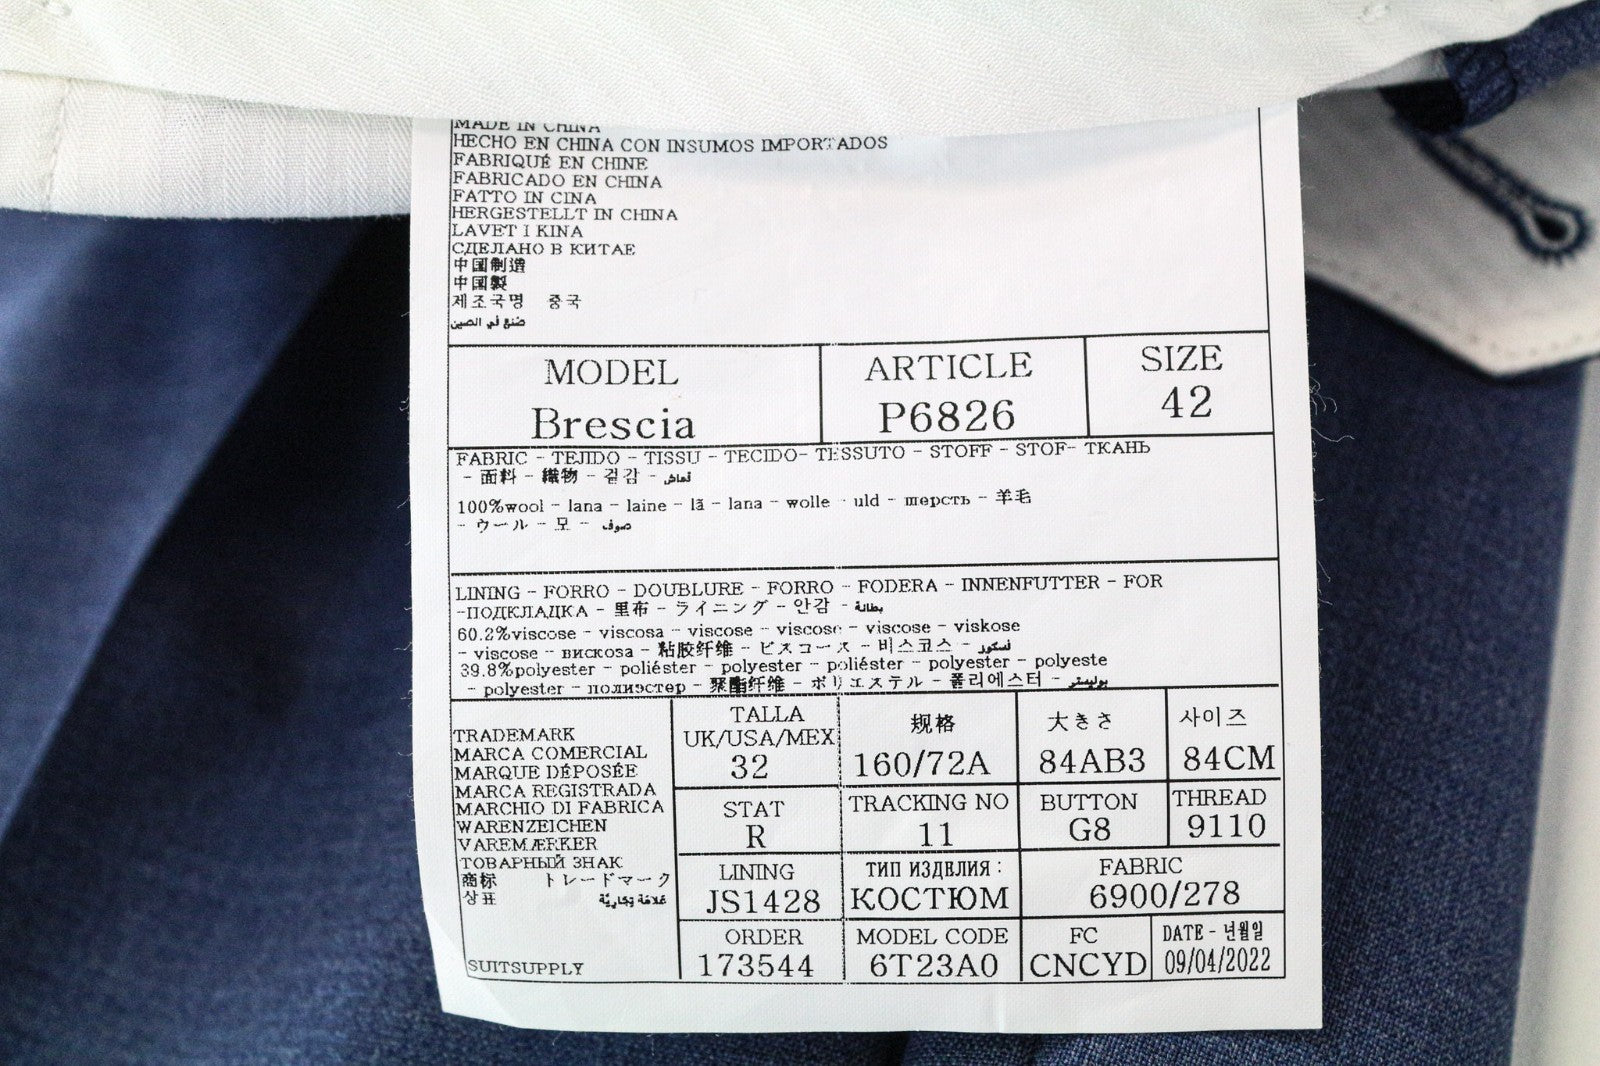 MADE IN CHINA
HECHO EN CHINA CON INSUMOS IMPORTADOS
FABRIQUÉ EN CHINE
FABRICADO EN CHINA
FATTO IN CINA
HERGESTELLT IN CHINA
LAVET I KINA
СДЕЛАНО В КИТАЕ
中国制造
中国製
제조국명 중국
صنع في الصين
MODEL
Brescia
ARTICLE
P6826
SIZE
42
FABRIC - TEJIDO - TISSU - TECIDO- TESSUTO - STOFF - STOF- ТКАНЬ
- 面料 - 織物 - 겉감 - قماش
100%wool - lana - laine - lã - lana - wolle - uld - шерсть - 羊毛
- ウール - 모 - صوف
LINING - FORRO - DOUBLURE - FORRO - FODERA - INNENFUTTER - FOR
-ПОДКЛАДКА - 里布 - ライニング - 안감 - بطانة
60.2%viscose - viscosa - viscose - viscose - viscose - viskose
- viscose - вискоза - 粘胶纤维 - ビスコース - 비스코스 -
39.8%polyester - poliéster - polyester - poliéster - polyester - polyeste
- polyester - полиэстер - 聚酯纤维 - ポリエステル - 폴리에스터 - بوليستر
TRADEMARK
MARCA COMERCIAL
MARQUE DÉPOSÉE
MARCA REGISTRADA
MARCHIO DI FABRICA
WARENZEICHEN
VAREMÆRKER
ТОВАРНЫЙ ЗНАК
商标 トレードマーク
상표 علامة تجارية
SUITSUPPLY
TALLA
UK/USA/MEX
32
规格
160/72A
大きさ
84AB3
사이즈
84CM
STAT
R
TRACKING NO
11
BUTTON
G8
THREAD
9110
LINING
JS1428
ТИП ИЗДЕЛИЯ :
КОСТЮМ
FABRIC
6900/278
ORDER
173544
MODEL CODE
6T23A0
FC
CNCYD
DATE - 년월일
09/04/2022